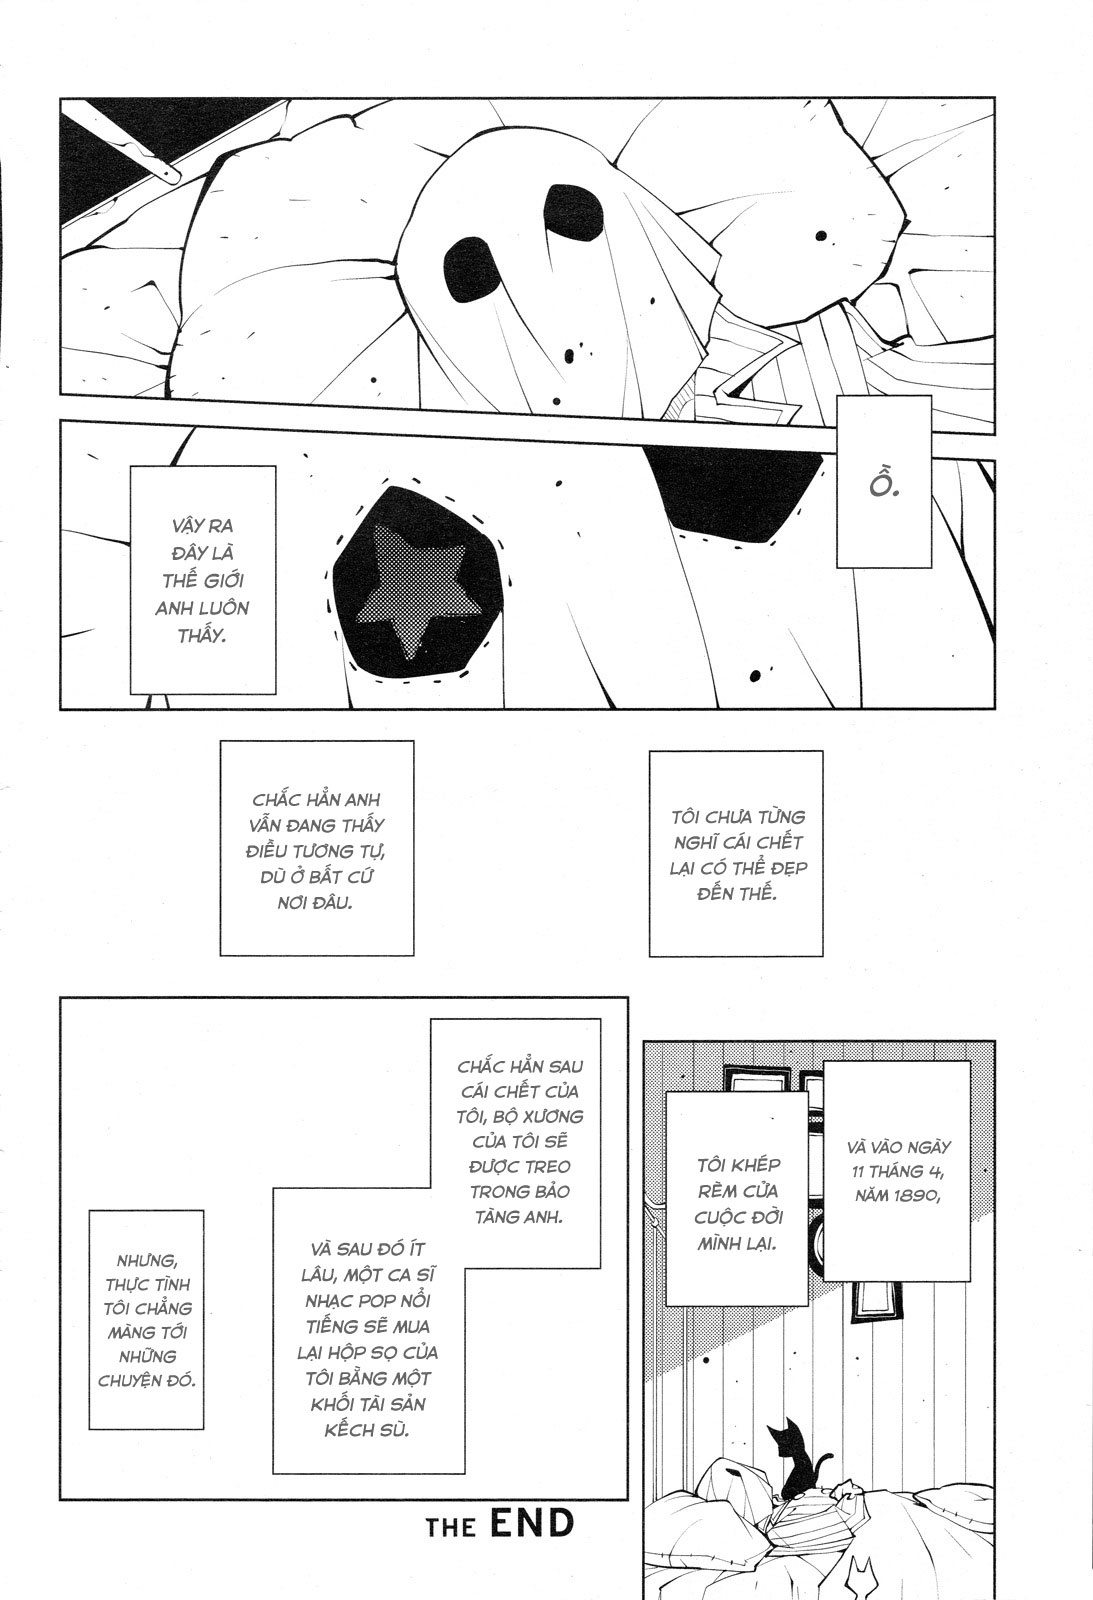 Ồ.
VẬY RA
ĐÂY LÀ
THẾ GIỚI
ANH LUÔN
THẤY.
TÔI CHƯA TỪNG
NGHĨ CÁI CHẾT
LẠI CÓ THỂ ĐẸP
ĐẾN THẾ.
CHẮC HẲN ANH
VẪN ĐANG THẤY
ĐIỀU TƯƠNG TỰ,
DÙ Ở BẤT CỨ
NƠI ĐÂU.
VÀ VÀO NGÀY
11 THÁNG 4,
NĂM 1890,
TÔI KHÉP
RÈM CỬA
CUỘC ĐỜI
MÌNH LẠI.
CHẮC HẲN SAU
CÁI CHẾT CỦA
TÔI, BỘ XƯƠNG
CỦA TÔI SẼ
ĐƯỢC TREO
TRONG BẢO
TÀNG ANH.
VÀ SAU ĐÓ ÍT
LÂU, MỘT CA SĨ
NHẠC POP NỔI
TIẾNG SẼ MUA
LẠI HỘP SỌ CỦA
TÔI BẰNG MỘT
KHỐI TÀI SẢN
KẾCH SÙ.
NHƯNG,
THỰC TÌNH
TÔI CHẲNG
MÀNG TỚI
NHỮNG
CHUYỆN ĐÓ.
THE END